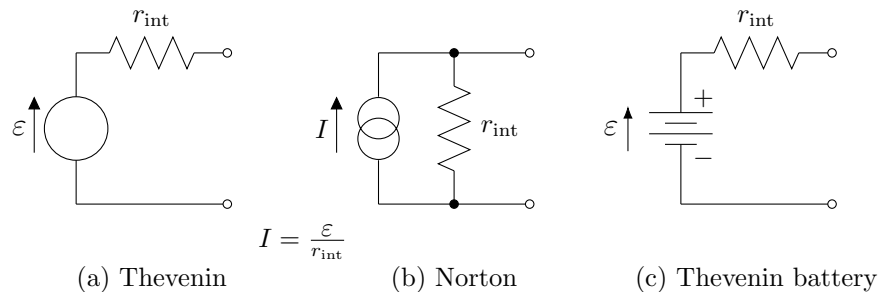 r_int
ε
(a) Thevenin
I
r_int
I = ε/r_int
(b) Norton
r_int
ε
+
−
(c) Thevenin battery